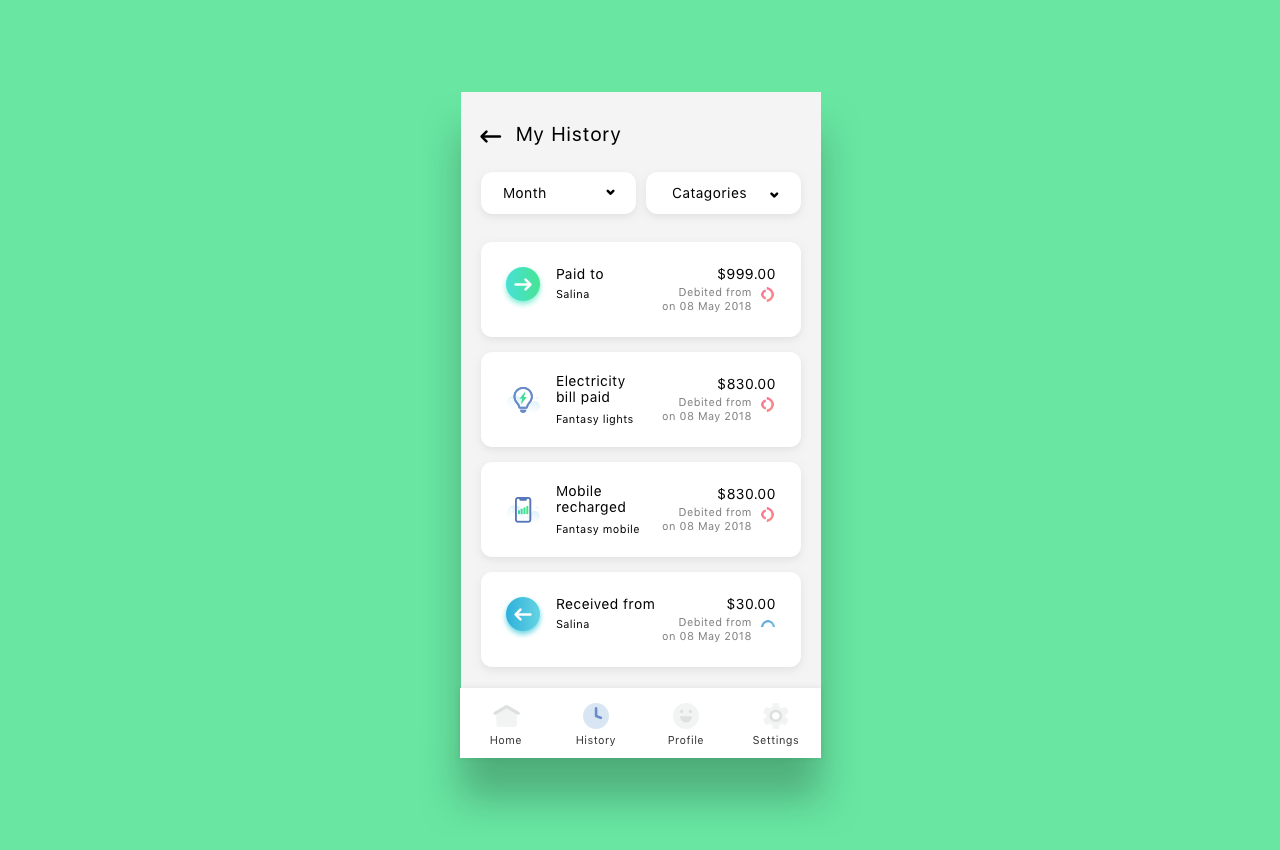 My History
Month
Catagories
Paid to
Salina
$999.00
Debited from
on 08 May 2018
Electricity
bill paid
Fantasy lights
$830.00
Debited from
on 08 May 2018
Mobile
recharged
Fantasy mobile
$830.00
Debited from
on 08 May 2018
Received from
Salina
$30.00
Debited from
on 08 May 2018
Home
History
Profile
Settings